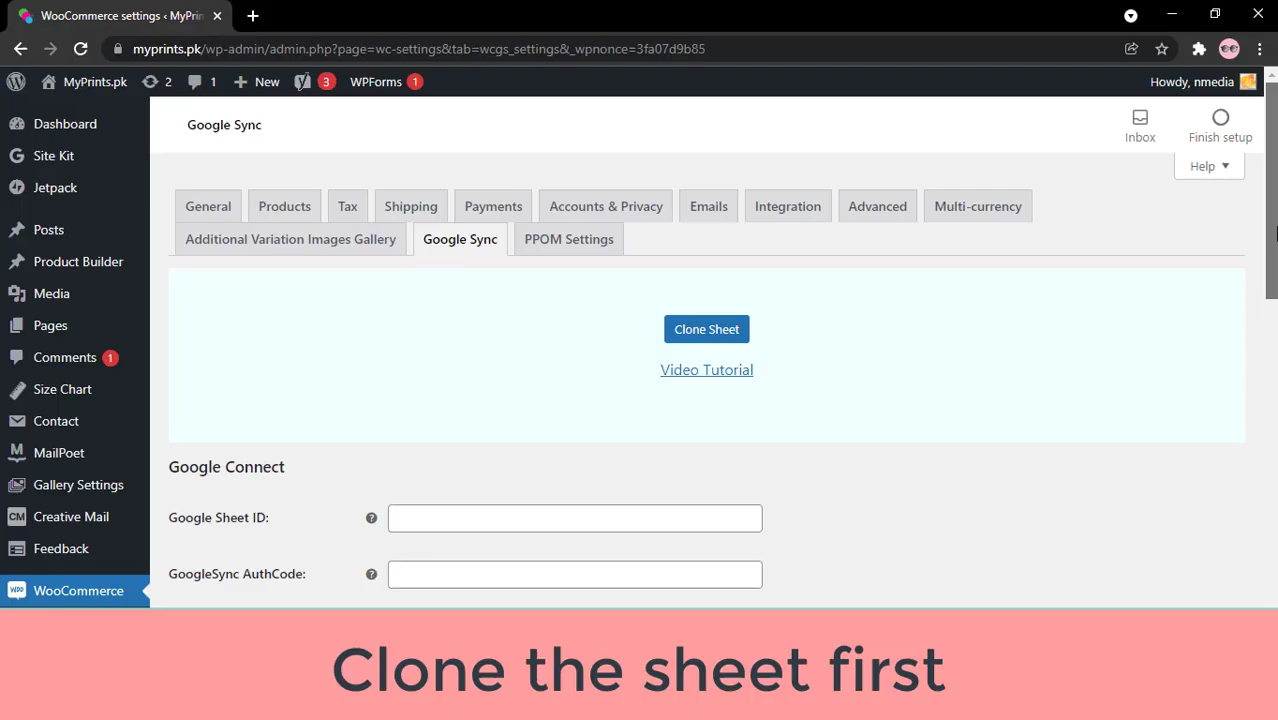 WooCommerce settings ‹ MyPrin
myprints.pk/wp-admin/admin.php?page=wc-settings&tab=wcgs_settings&_wpnonce=3fa07d9b85
MyPrints.pk 2 1 New 3 WPForms 1 Howdy, nmedia
Dashboard
Site Kit
Jetpack
Posts
Product Builder
Media
Pages
Comments 1
Size Chart
Contact
MailPoet
Gallery Settings
CM Creative Mail
Feedback
WOO WooCommerce
Google Sync
Inbox
Finish setup
Help
General Products Tax Shipping Payments Accounts & Privacy Emails Integration Advanced Multi-currency
Additional Variation Images Gallery Google Sync PPOM Settings
Clone Sheet
Video Tutorial
Google Connect
Google Sheet ID: ?
GoogleSync AuthCode: ?
Clone the sheet first